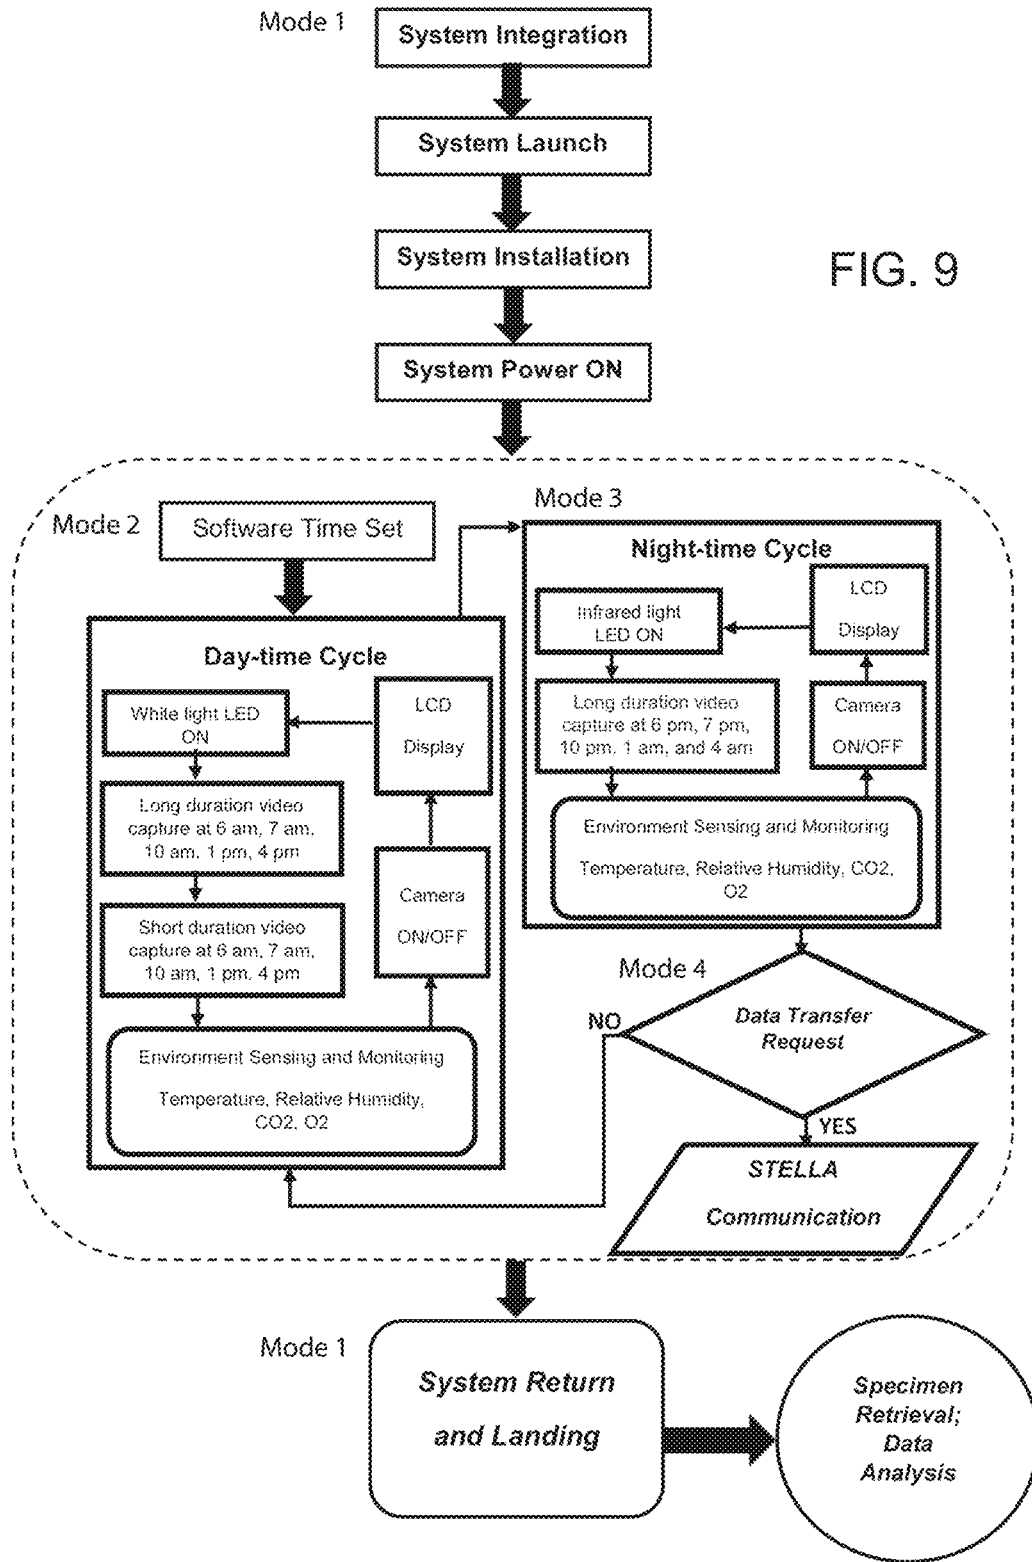 Mode 1
System Integration
System Launch
System Installation
FIG. 9
System Power ON
Mode 2
Software Time Set
Day-time Cycle
White light LED
ON
Long duration video
capture at 6 am, 7 am,
10 am. 1 pm, 4 pm
Short duration video
capture at 6 am, 7 am,
10 am, 1 pm. 4 pm
Environment Sensing and Monitoring
Temperature, Relative Humidity,
CO2, O2
Camera
ON/OFF
LCD
Display
Mode 3
Night-time Cycle
Infrared light
LED ON
Long duration video
capture at 6 pm, 7 pm,
10 pm. 1 am, and 4 am
Environment Sensing and Monitoring
Temperature, Relative Humidity, CO2,
O2
Camera
ON/OFF
LCD
Display
Mode 4
Data Transfer
Request
NO
YES
STELLA
Communication
Mode 1
System Return
and Landing
Specimen
Retrieval;
Data
Analysis